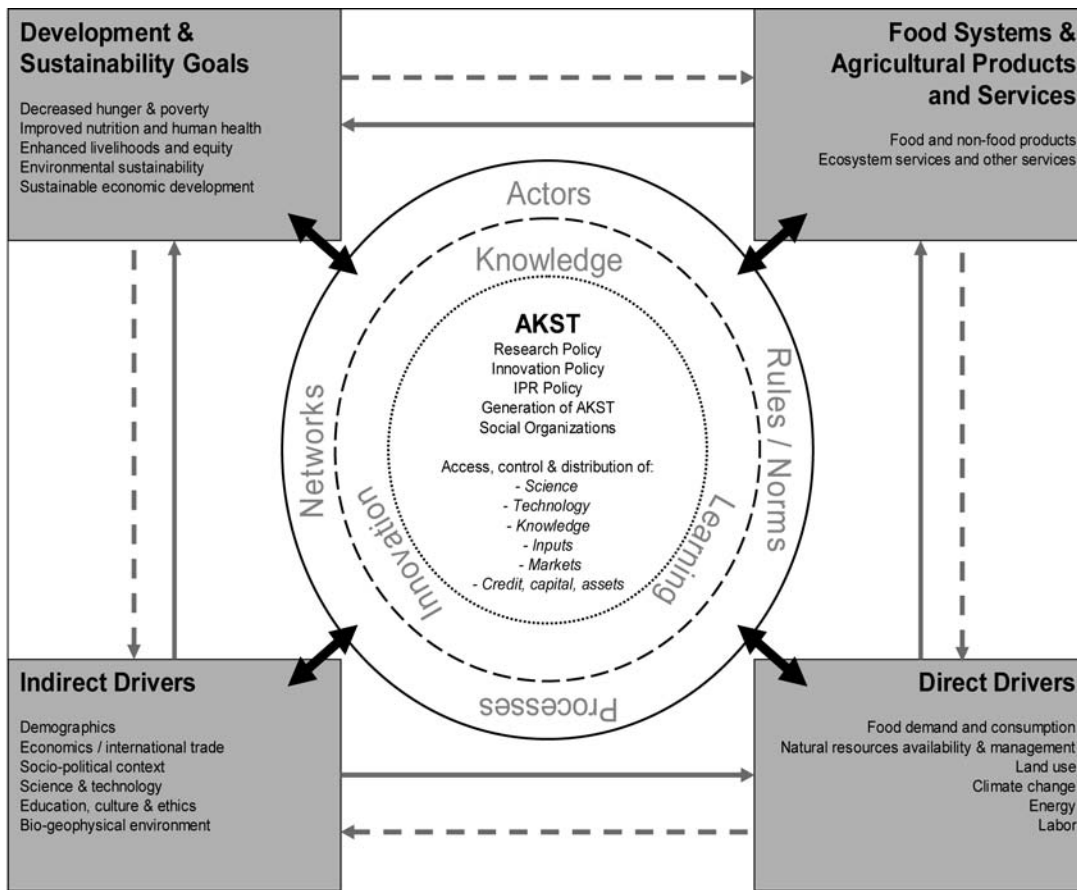 Development &
Sustainability Goals
Decreased hunger & poverty
Improved nutrition and human health
Enhanced livelihoods and equity
Environmental sustainability
Sustainable economic development
Food Systems &
Agricultural Products
and Services
Food and non-food products
Ecosystem services and other services
Actors
Knowledge
AKST
Research Policy
Innovation Policy
IPR Policy
Generation of AKST
Social Organizations
Access, control & distribution of:
- Science
- Technology
- Knowledge
- Inputs
- Markets
- Credit, capital, assets
Networks
Innovation
Learning
Rules / Norms
Processes
Indirect Drivers
Demographics
Economics / international trade
Socio-political context
Science & technology
Education, culture & ethics
Bio-geophysical environment
Direct Drivers
Food demand and consumption
Natural resources availability & management
Land use
Climate change
Energy
Labor